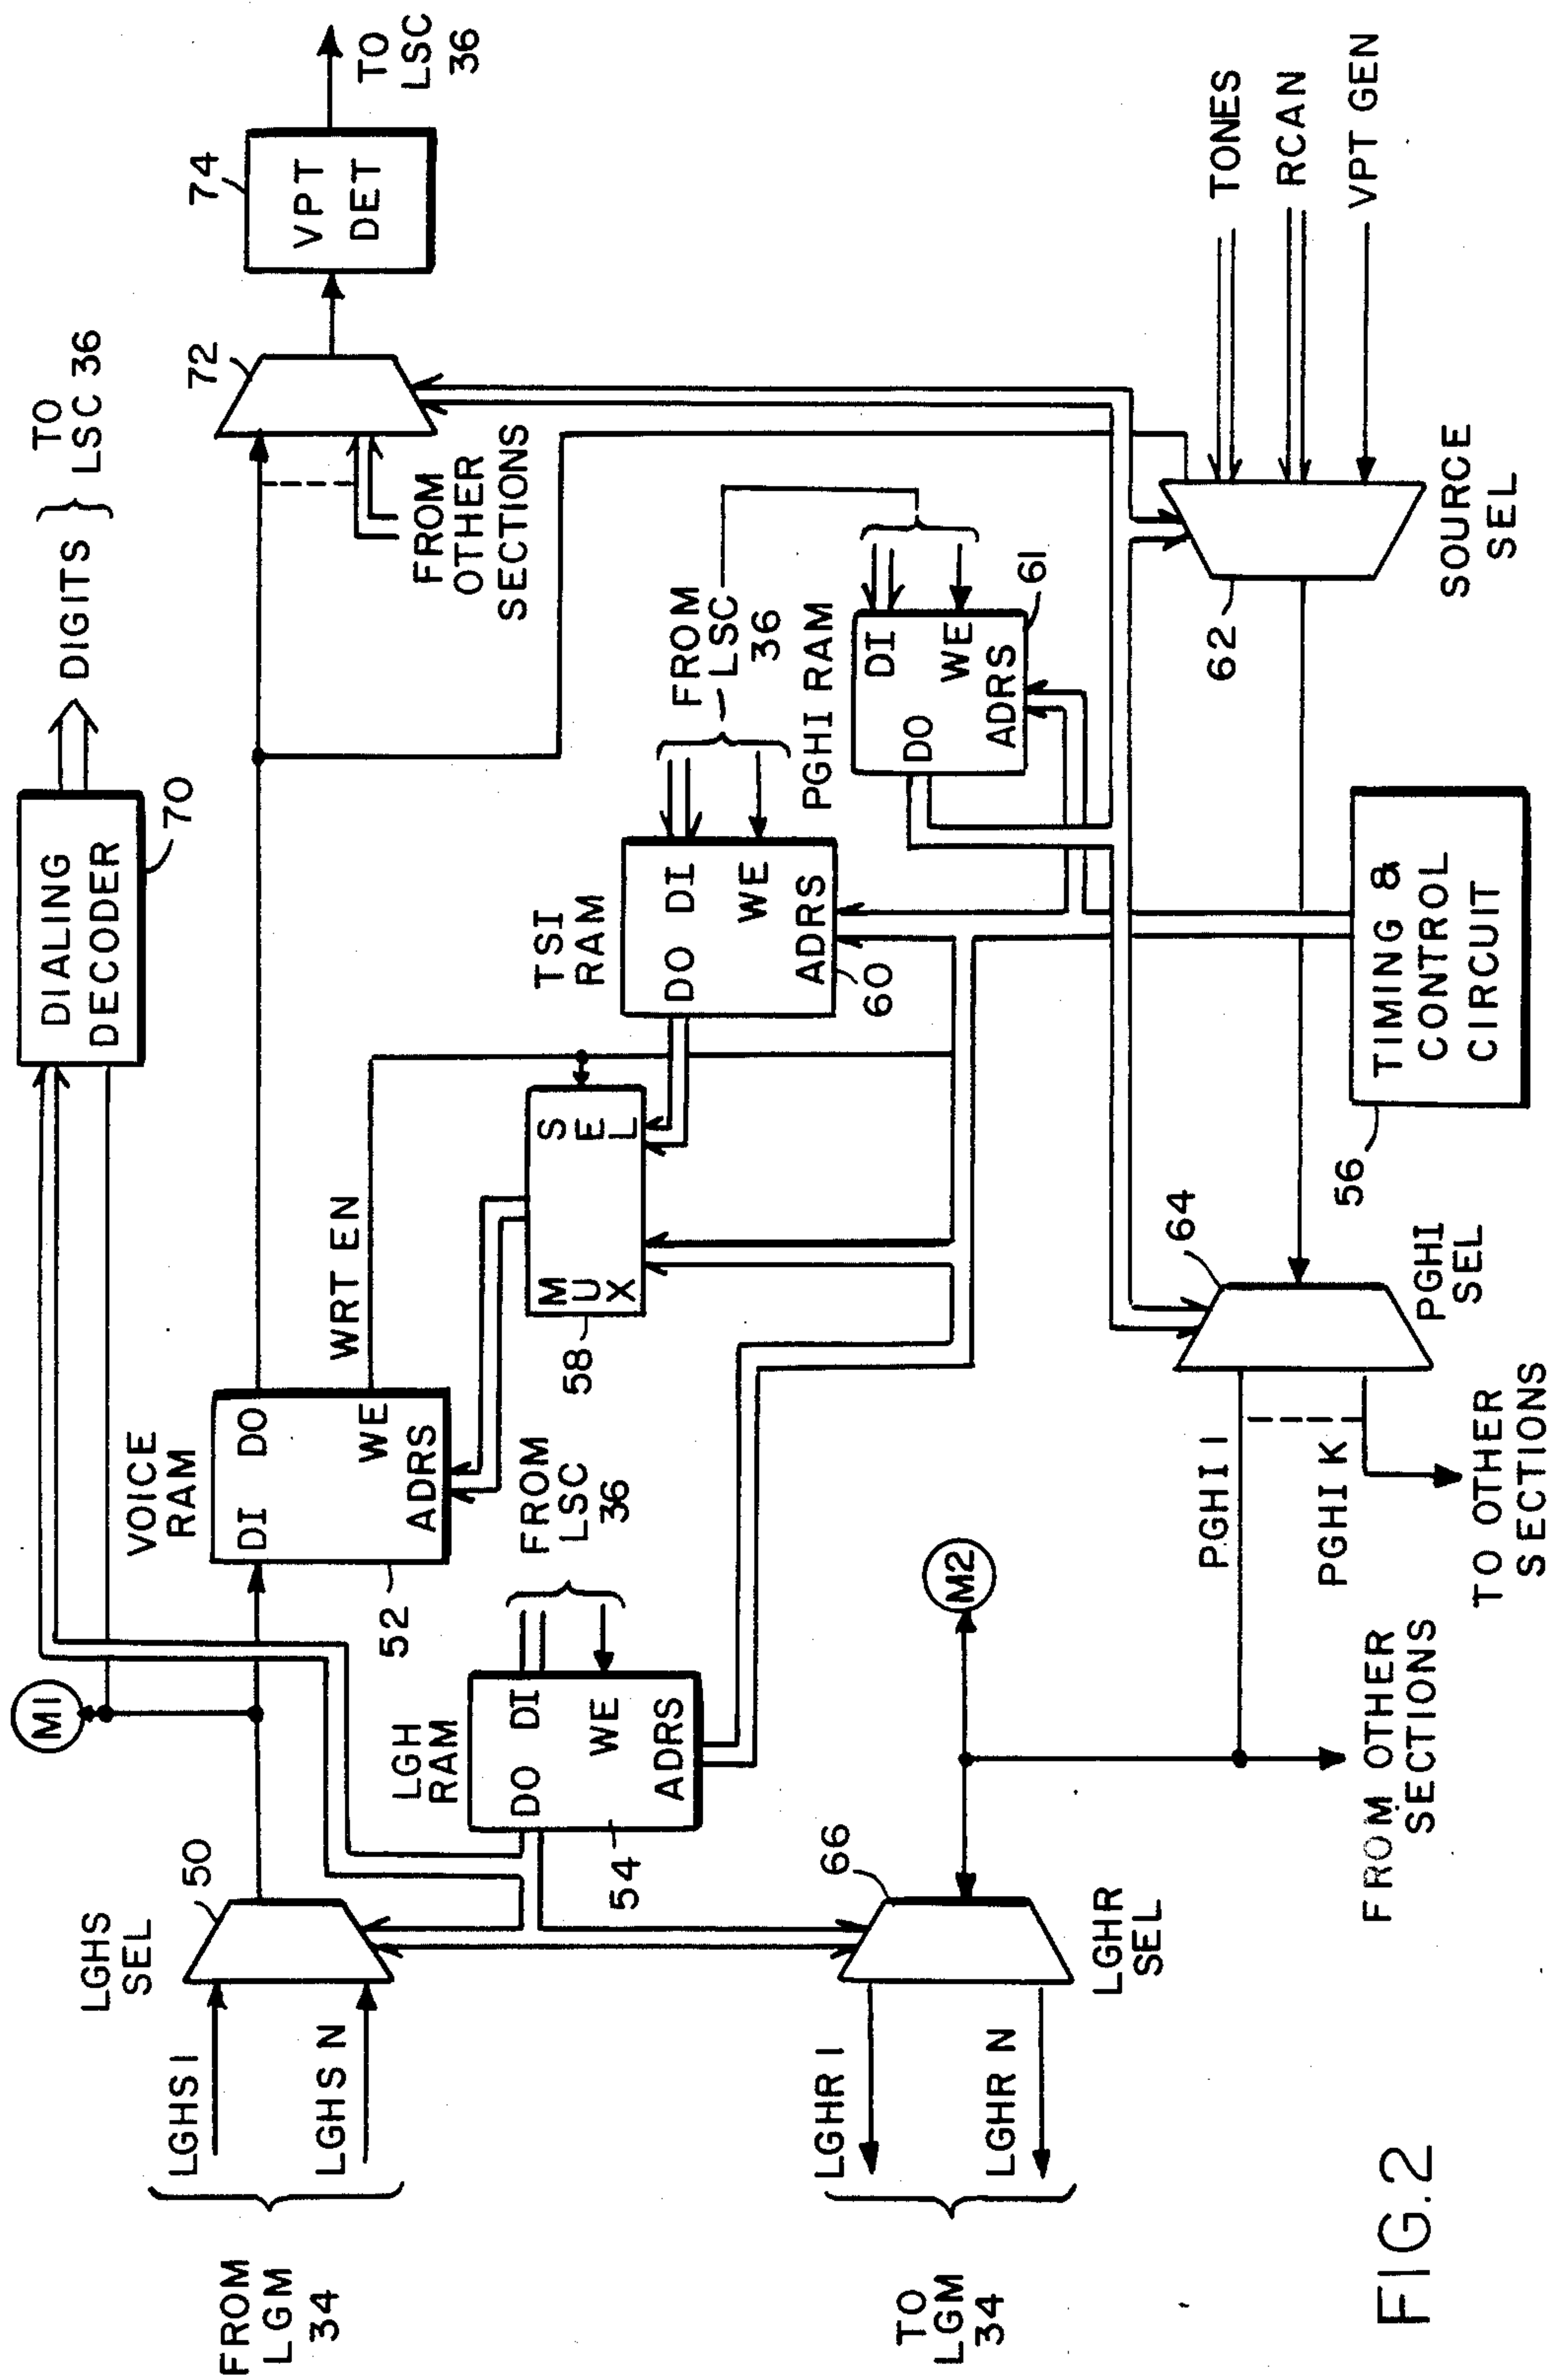 FROM
LGM
34
LGHS 1
LGHS N
LGHS
SEL
50
M1
VOICE
RAM
DI DO
WE
ADRS
52
WRT EN
DIALING
DECODER
70
DIGITS
TO
LSC 36
FROM
OTHER
SECTIONS
72
74
VPT
DET
TO
LSC
36
LGH
RAM
DO DI
WE
ADRS
54
FROM
LSC
36
MUX
SEL
58
TSI
RAM
DO DI
WE
ADRS
60
FROM
LSC
36
PGHI RAM
DO
DI
WE
ADRS
61
TO
LGM
34
LGHR 1
LGHR N
LGHR
SEL
66
M2
FROM OTHER
SECTIONS
PGHI 1
PGHI K
TO OTHER
SECTIONS
PGHI
SEL
64
56
TIMING &
CONTROL
CIRCUIT
62
SOURCE
SEL
TONES
RCAN
VPT GEN
FIG.2